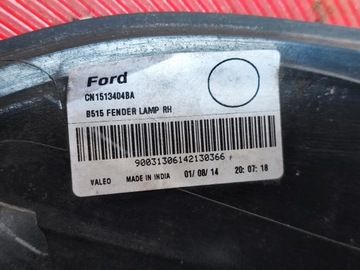 Ford
CN1513404BA
B515 FENDER LAMP RH
90031306142130366
VALEO MADE IN INDIA 01/08/14 20:07:18